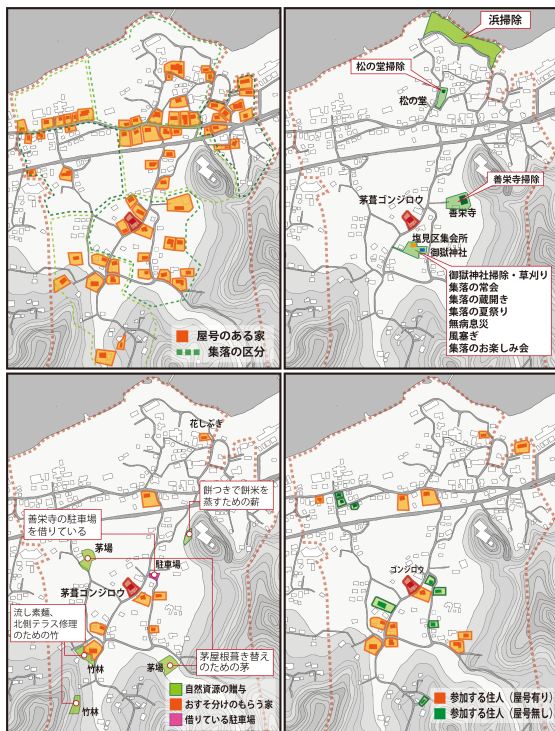 屋号のある家
集落の区分
浜掃除
松の堂掃除
松の堂
善栄寺掃除
茅葺ゴンジロウ
善栄寺
塩見区集会所
御嶽神社
御嶽神社掃除・草刈り
集落の常会
集落の蔵開き
集落の夏祭り
無病息災
風塞ぎ
集落のお楽しみ会
花しぶき
餅つきで餅米を
蒸すための薪
善栄寺の駐車場
を借りている
茅場
駐車場
茅葺ゴンジロウ
流し素麺、
北側テラス修理
のための竹
竹林
茅場
茅屋根葺き替え
のための茅
竹林
自然資源の贈与
おすそ分けのもらう家
借りている駐車場
ゴンジロウ
参加する住人（屋号有り）
参加する住人（屋号無し）